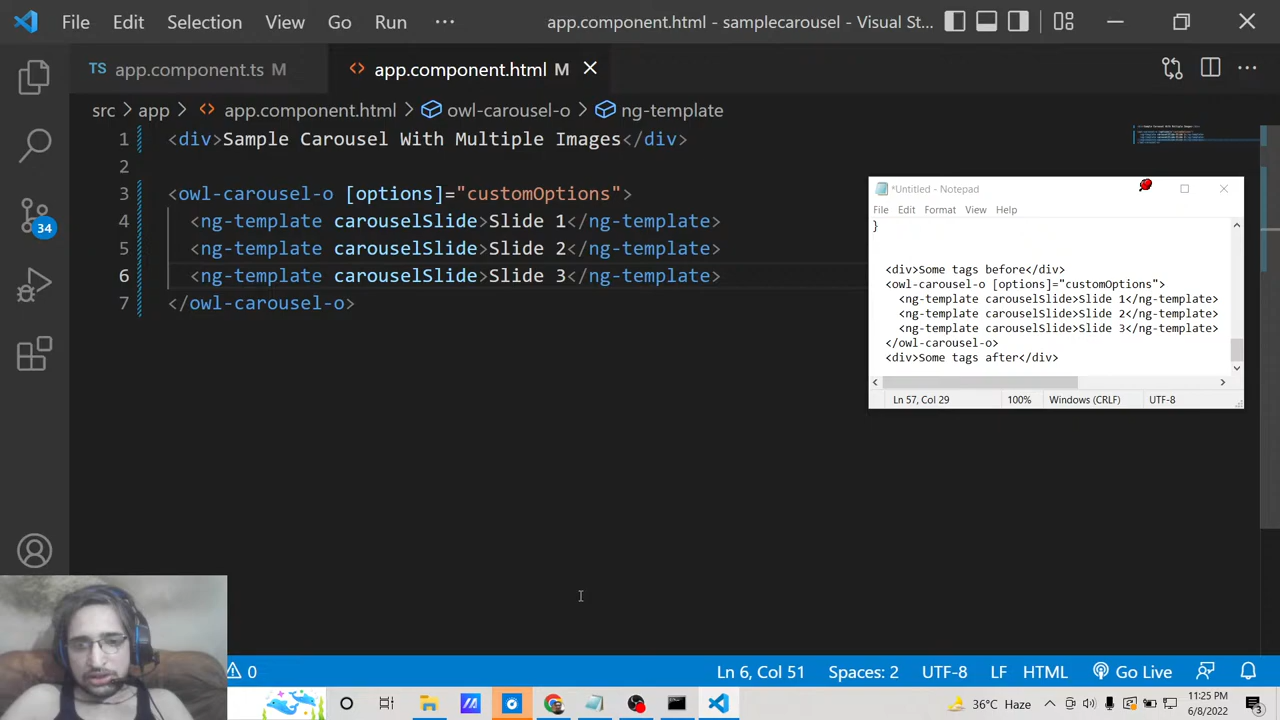 File Edit Selection View Go Run ··· app.component.html - samplecarousel - Visual St...
TS app.component.ts M app.component.html M
src > app > app.component.html > owl-carousel-o > ng-template
1 <div>Sample Carousel With Multiple Images</div>
2
3 <owl-carousel-o [options]="customOptions">
4 <ng-template carouselSlide>Slide 1</ng-template>
5 <ng-template carouselSlide>Slide 2</ng-template>
6 <ng-template carouselSlide>Slide 3</ng-template>
7 </owl-carousel-o>
34
*Untitled - Notepad
File Edit Format View Help
}
<div>Some tags before</div>
<owl-carousel-o [options]="customOptions">
<ng-template carouselSlide>Slide 1</ng-template>
<ng-template carouselSlide>Slide 2</ng-template>
<ng-template carouselSlide>Slide 3</ng-template>
</owl-carousel-o>
<div>Some tags after</div>
Ln 57, Col 29 100% Windows (CRLF) UTF-8
0 Ln 6, Col 51 Spaces: 2 UTF-8 LF HTML Go Live
36°C Haze 11:25 PM
6/8/2022
3